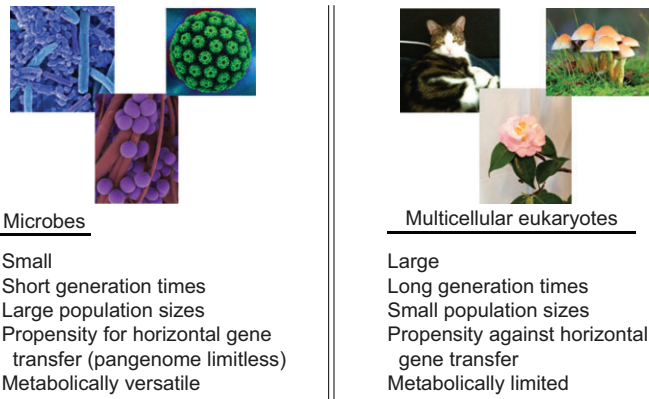 Microbes
Small
Short generation times
Large population sizes
Propensity for horizontal gene
transfer (pangenome limitless)
Metabolically versatile
Multicellular eukaryotes
Large
Long generation times
Small population sizes
Propensity against horizontal
gene transfer
Metabolically limited